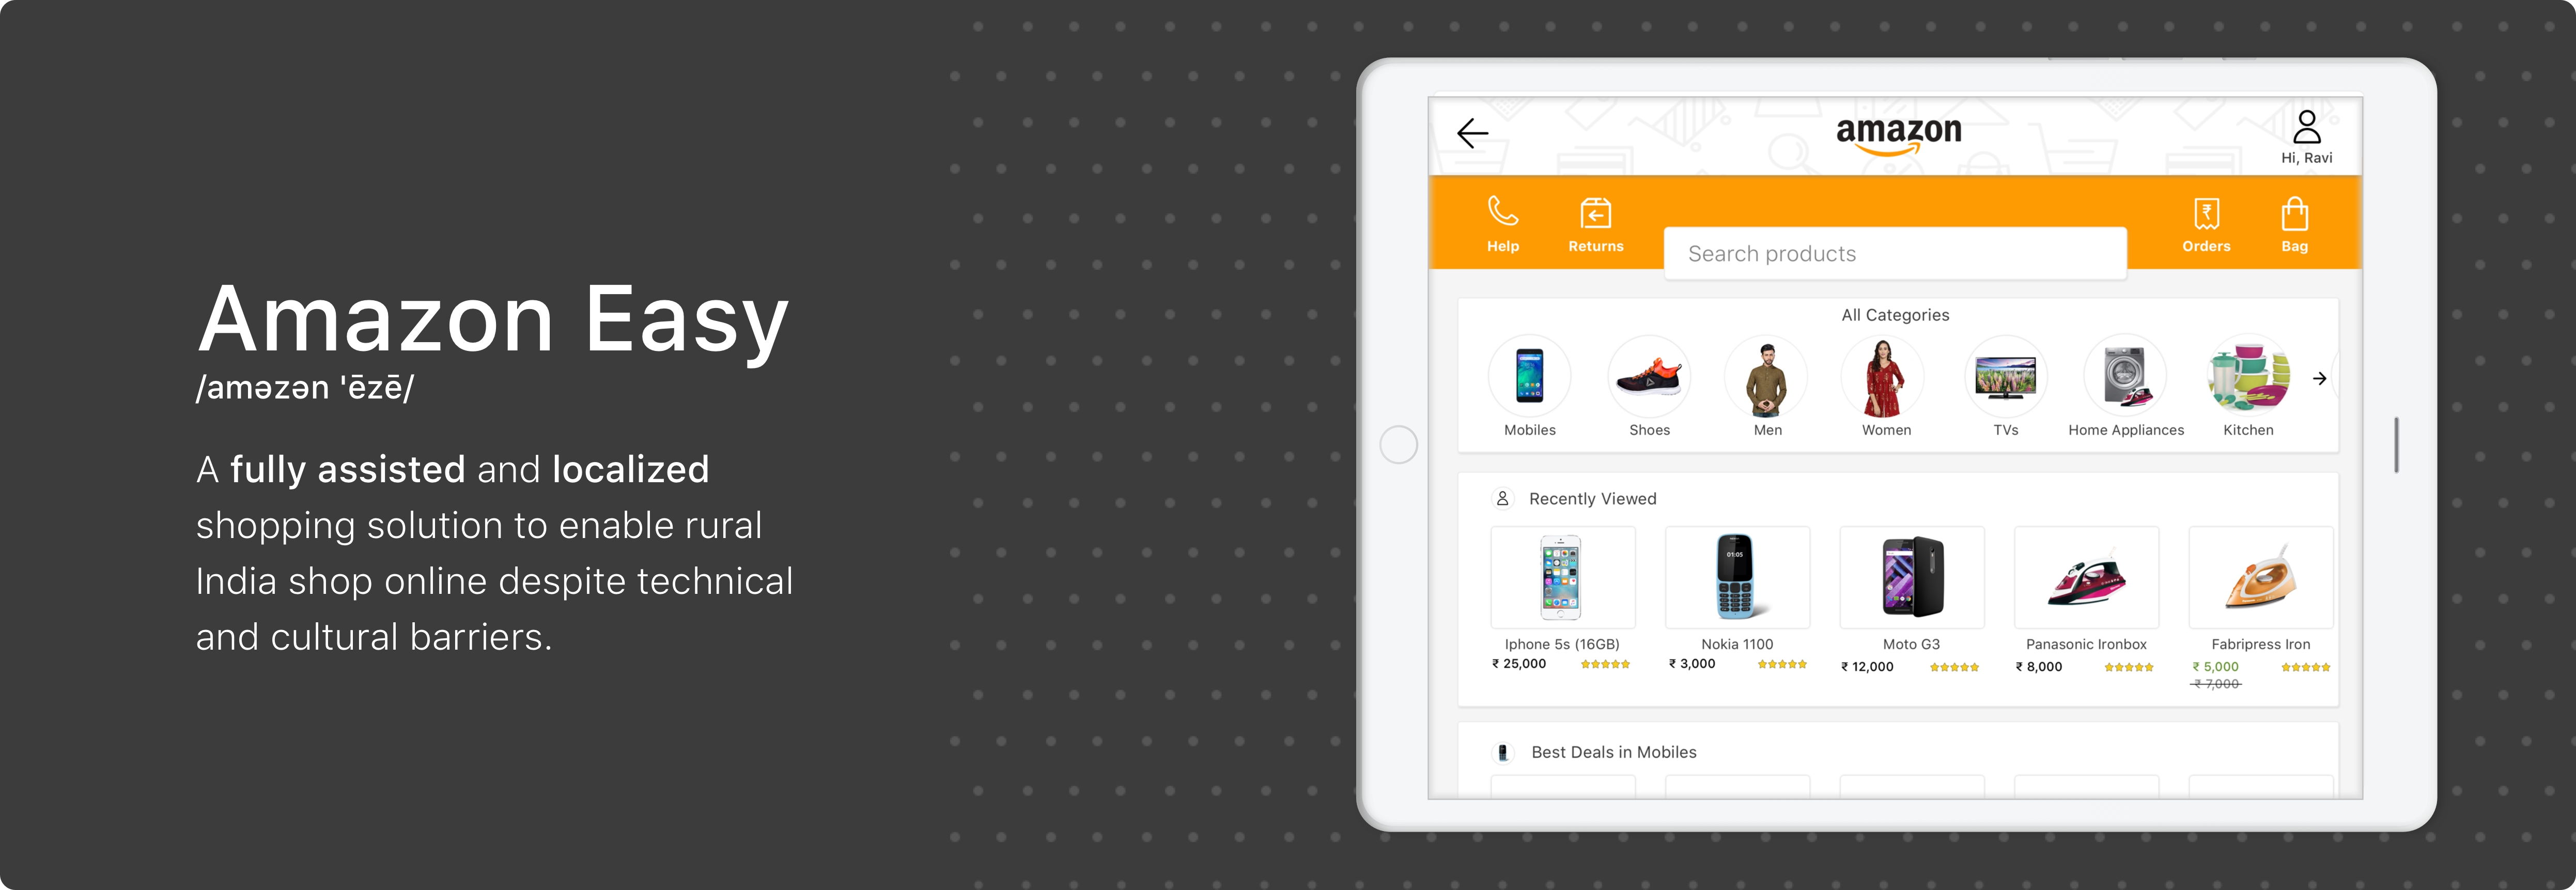 Amazon Easy
/aməzən 'ēzē/
A fully assisted and localized
shopping solution to enable rural
India shop online despite technical
and cultural barriers.
amazon
Hi, Ravi
Help
Returns
Search products
Orders
Bag
All Categories
Mobiles
Shoes
Men
Women
TVs
Home Appliances
Kitchen
Recently Viewed
01:05
Iphone 5s (16GB)
₹ 25,000
Nokia 1100
₹ 3,000
Moto G3
₹ 12,000
Panasonic Ironbox
₹ 8,000
Fabripress Iron
₹ 5,000
₹ 7,000
Best Deals in Mobiles